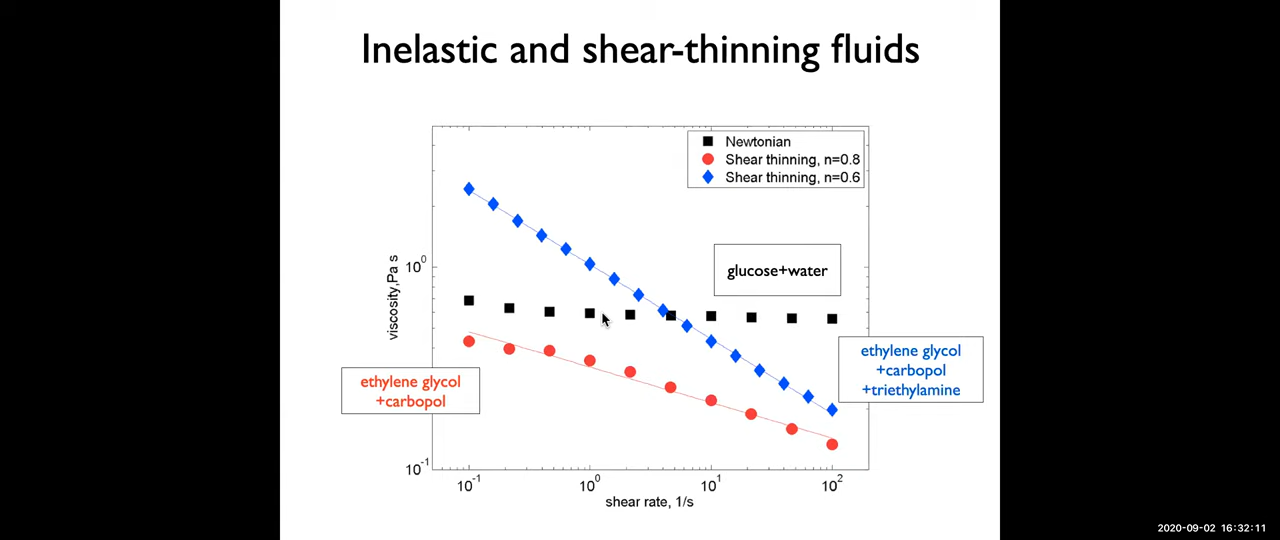 Inelastic and shear-thinning fluids
Newtonian
Shear thinning, n=0.8
Shear thinning, n=0.6
glucose+water
viscosity,Pa s
10^0
10^-1
ethylene glycol
+carbopol
ethylene glycol
+carbopol
+triethylamine
10^-1 10^0 10^1 10^2
shear rate, 1/s
2020-09-02 16:32:11